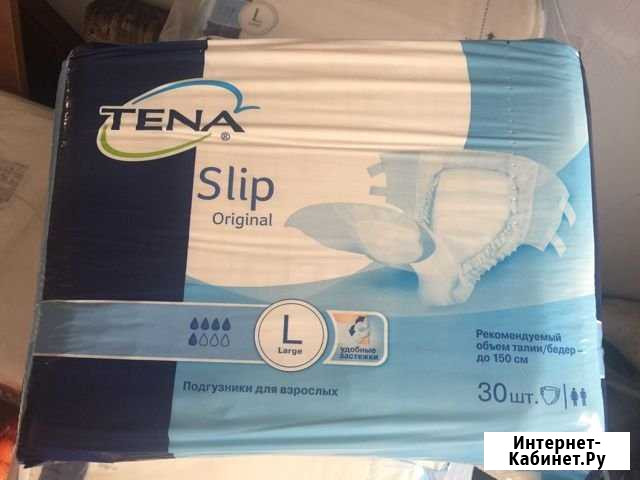 L
TENA
®
Slip
Original
L
Large
удобные
застежки
Рекомендуемый
объем талии/бедер –
до 150 см
Подгузники для взрослых
30 шт.
Интернет-
Кабинет.Ру